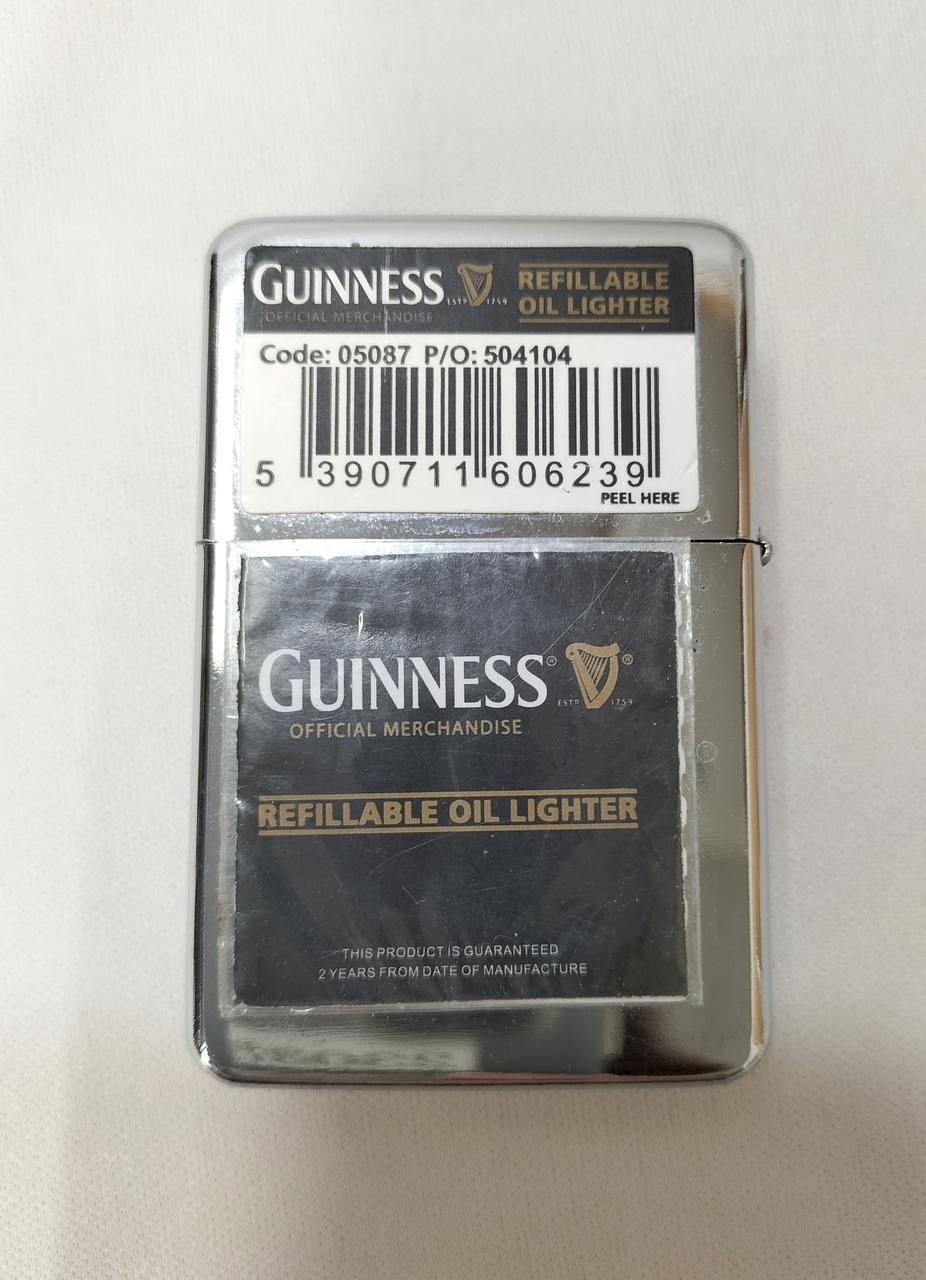 GUINNESS ESTD 1759
OFFICIAL MERCHANDISE
REFILLABLE
OIL LIGHTER
Code: 05087 P/O: 504104
5 390711 606239
PEEL HERE
GUINNESS® ESTD 1759 ®
OFFICIAL MERCHANDISE
REFILLABLE OIL LIGHTER
THIS PRODUCT IS GUARANTEED
2 YEARS FROM DATE OF MANUFACTURE